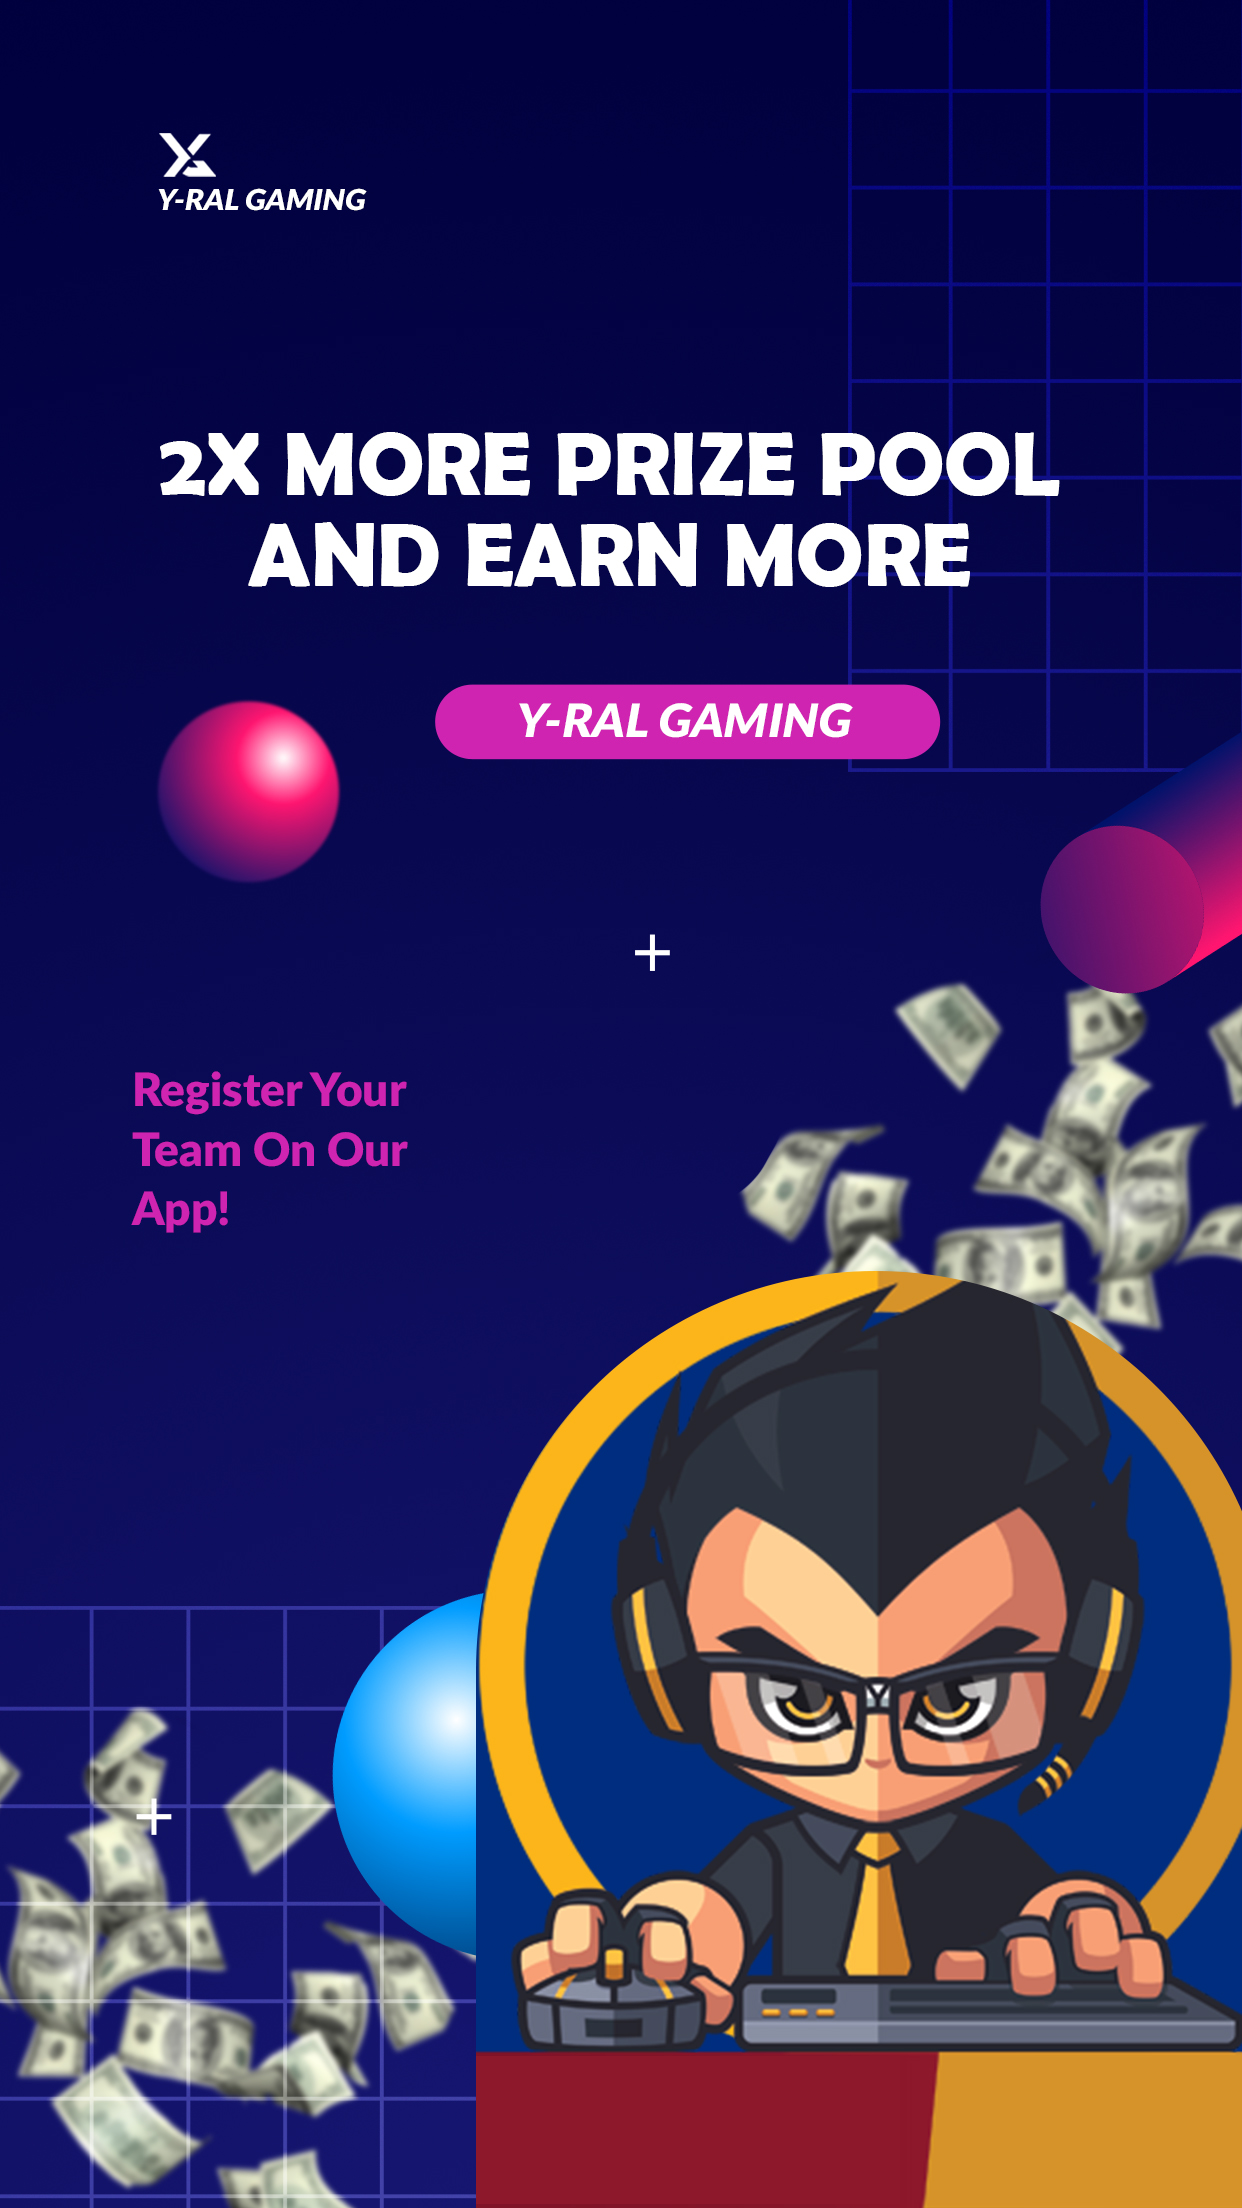 Y-RAL GAMING
2X MORE PRIZE POOL
AND EARN MORE
Y-RAL GAMING
Register Your
Team On Our
App!